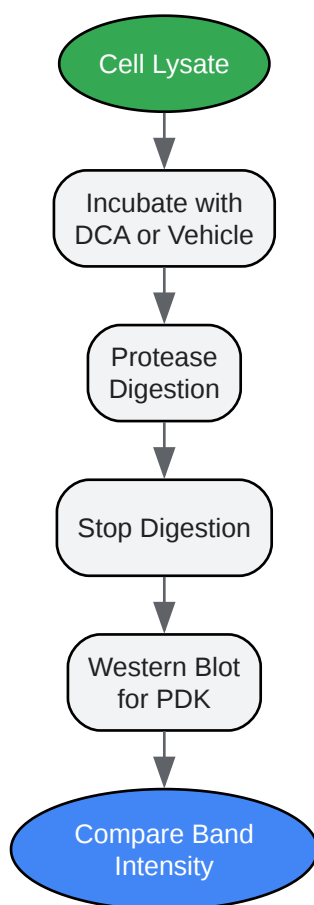 Cell Lysate
Incubate with
DCA or Vehicle
Protease
Digestion
Stop Digestion
Western Blot
for PDK
Compare Band
Intensity